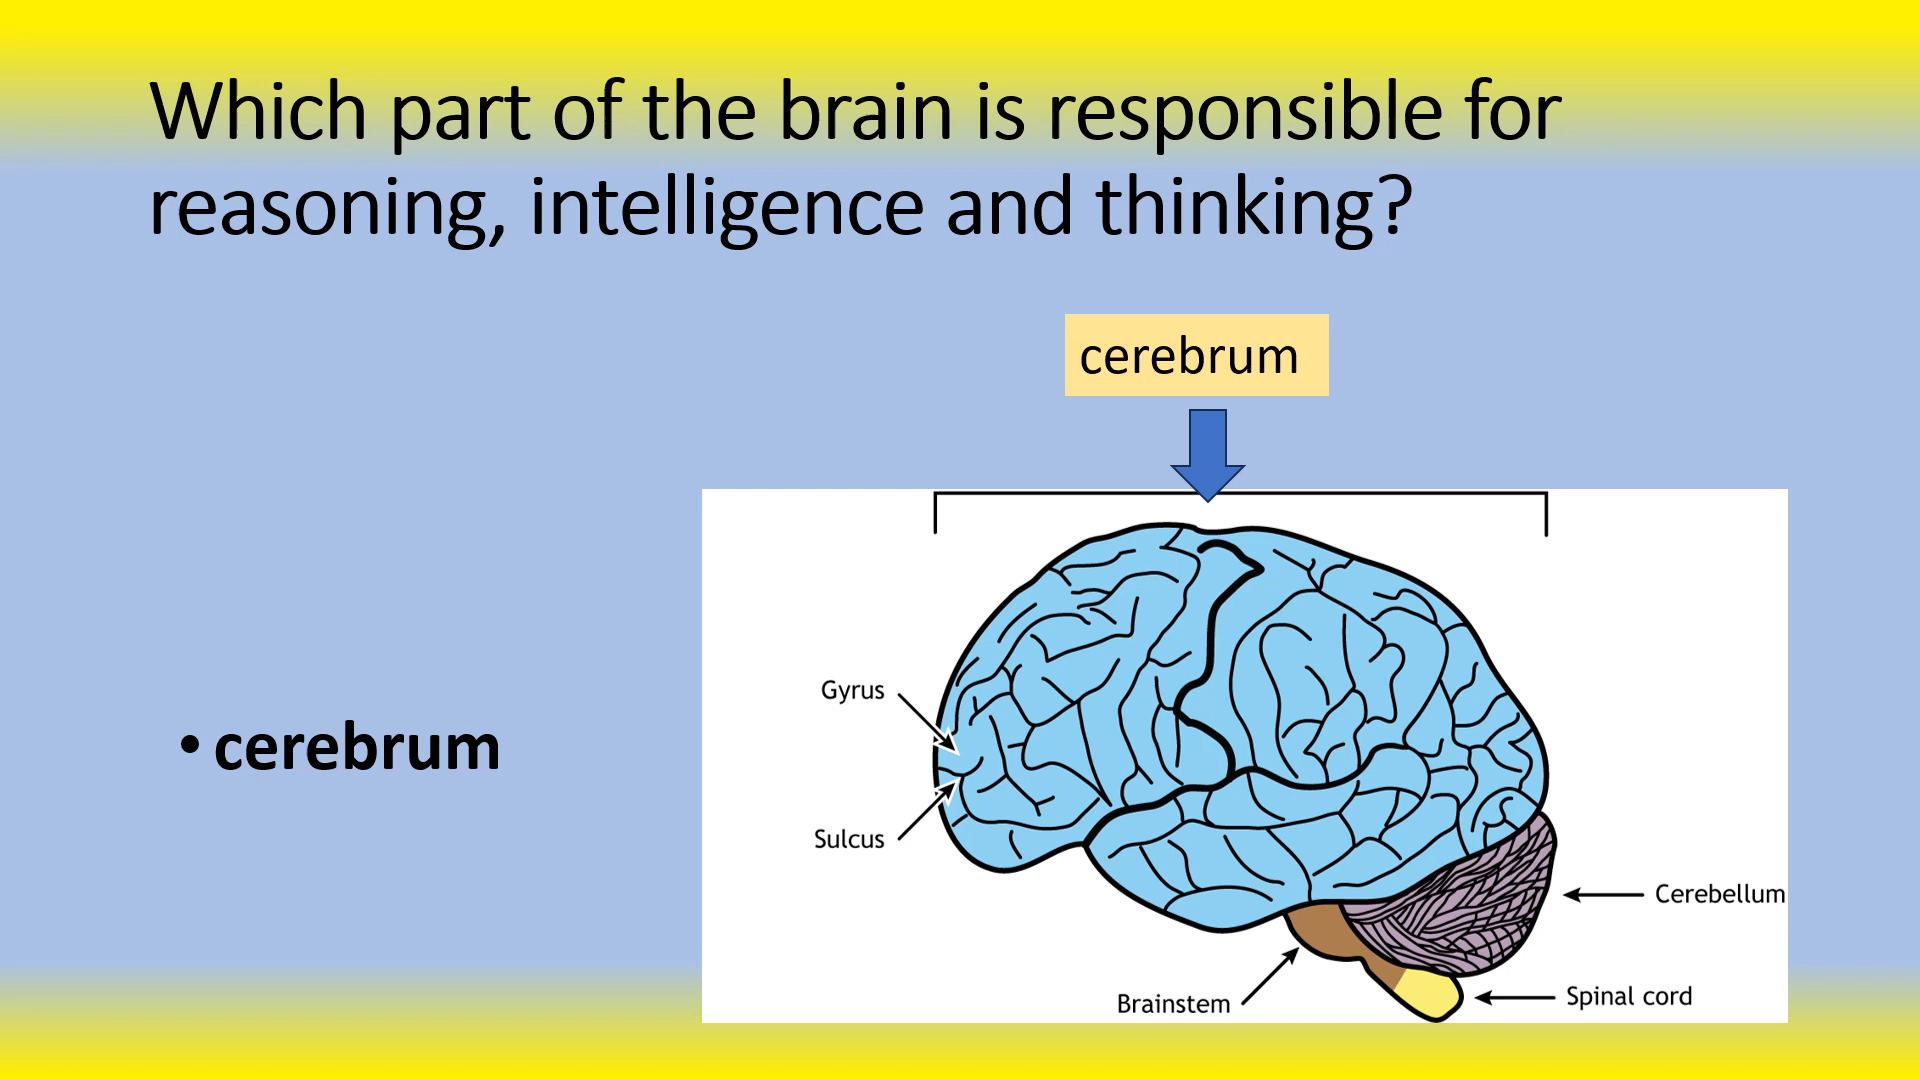 Which part of the brain is responsible for
reasoning, intelligence and thinking?
cerebrum
• cerebrum
Gyrus
Sulcus
Cerebellum
Brainstem
Spinal cord